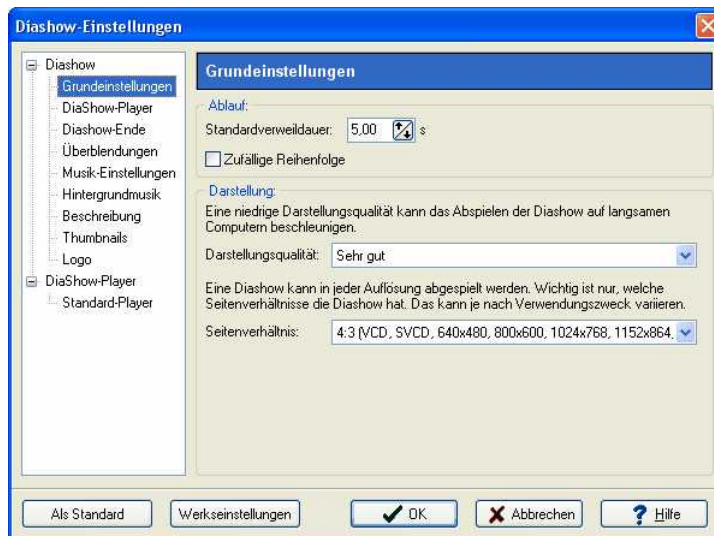 Diashow-Einstellungen
Diashow
Grundeinstellungen
DiaShow-Player
Diashow-Ende
Überblendungen
Musik-Einstellungen
Hintergrundmusik
Beschreibung
Thumbnails
Logo
DiaShow-Player
Standard-Player
Grundeinstellungen
Ablauf:
Standardverweildauer: 5,00 s
Zufällige Reihenfolge
Darstellung:
Eine niedrige Darstellungsqualität kann das Abspielen der Diashow auf langsamen
Computern beschleunigen.
Darstellungsqualität: Sehr gut
Eine Diashow kann in jeder Auflösung abgespielt werden. Wichtig ist nur, welche
Seitenverhältnisse die Diashow hat. Das kann je nach Verwendungszweck variieren.
Seitenverhältnis: 4:3 (VCD, SVCD, 640x480, 800x600, 1024x768, 1152x864,
Als Standard Werkseinstellungen OK Abbrechen Hilfe